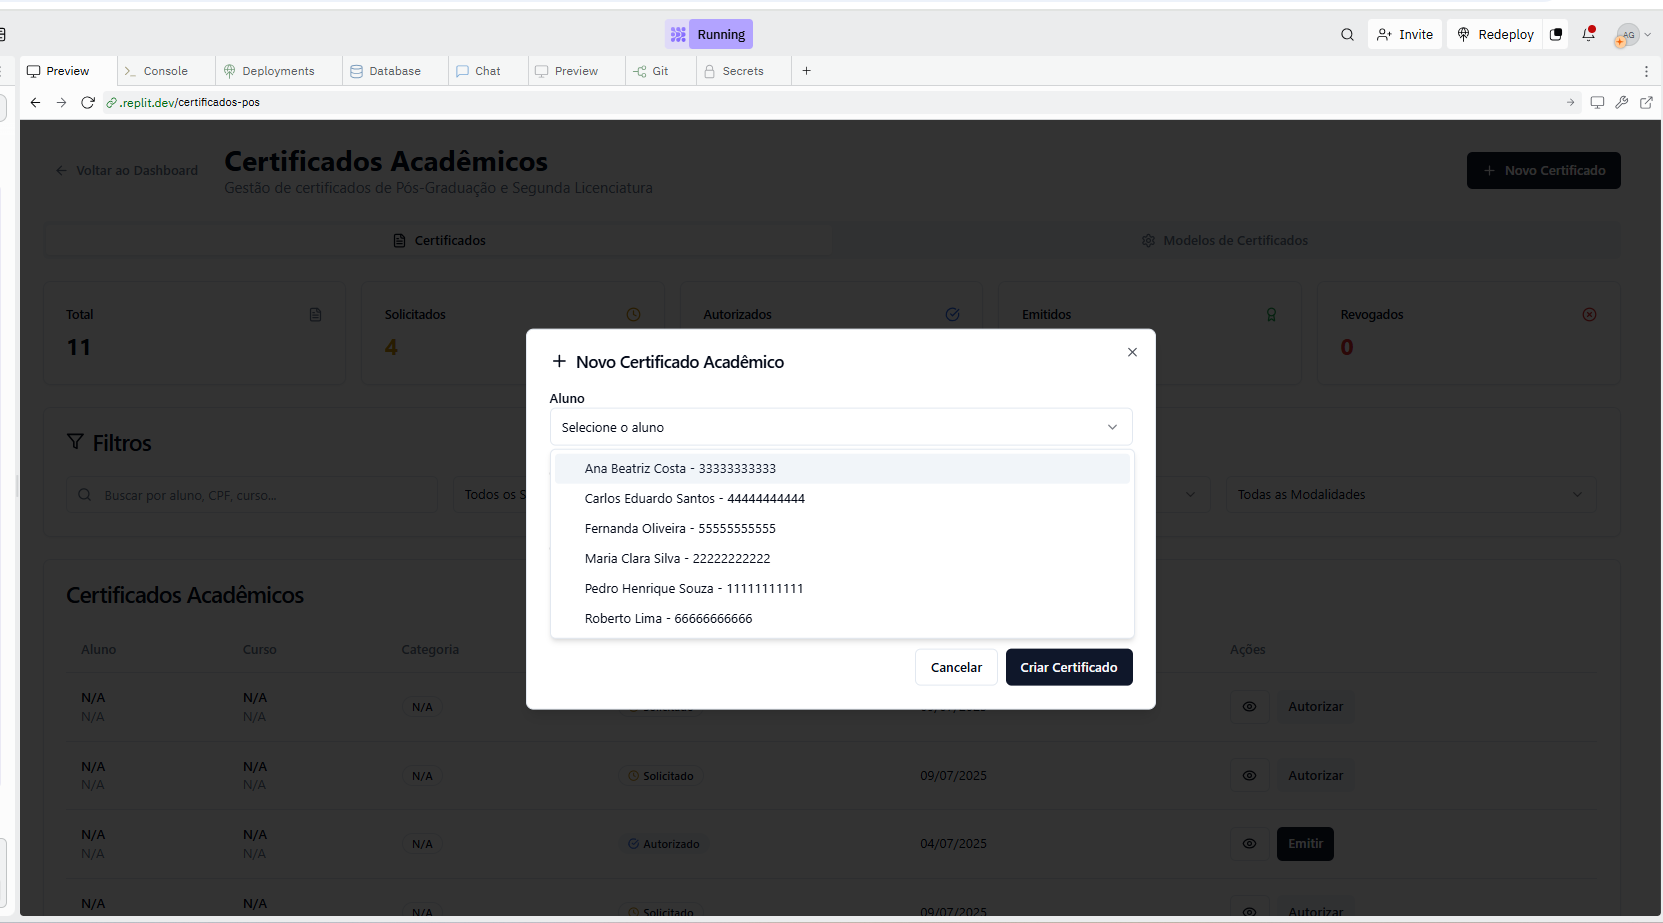 Running
Invite
Redeploy
AG
Preview
Console
Deployments
Database
Chat
Preview
Git
Secrets
.replit.dev/certificados-pos
Voltar ao Dashboard
Certificados Acadêmicos
Gestão de certificados de Pós-Graduação e Segunda Licenciatura
Novo Certificado
Certificados
Modelos de Certificados
Total
11
Solicitados
4
Autorizados
Emitidos
Revogados
0
Novo Certificado Acadêmico
Aluno
Selecione o aluno
Ana Beatriz Costa - 33333333333
Carlos Eduardo Santos - 44444444444
Fernanda Oliveira - 55555555555
Maria Clara Silva - 22222222222
Pedro Henrique Souza - 11111111111
Roberto Lima - 66666666666
Cancelar
Criar Certificado
Filtros
Buscar por aluno, CPF, curso...
Todos os S
Todas as Modalidades
Certificados Acadêmicos
Aluno Curso Categoria Ações
N/A N/A
N/A N/A N/A Autorizar
N/A N/A
N/A N/A N/A Solicitado 09/07/2025 Autorizar
N/A N/A
N/A N/A N/A Autorizado 04/07/2025 Emitir
N/A N/A
N/A Solicitado 09/07/2025 Autorizar